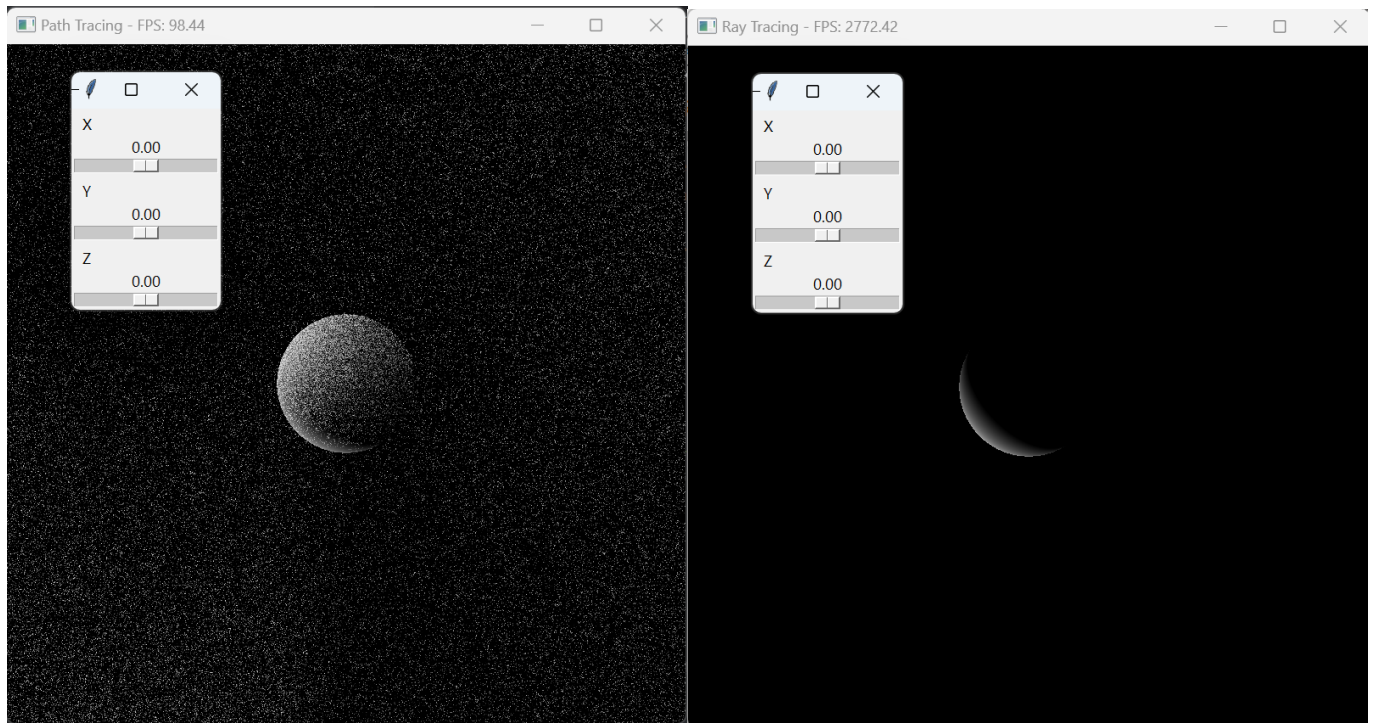 Path Tracing - FPS: 98.44
X
0.00
Y
0.00
Z
0.00
Ray Tracing - FPS: 2772.42
X
0.00
Y
0.00
Z
0.00